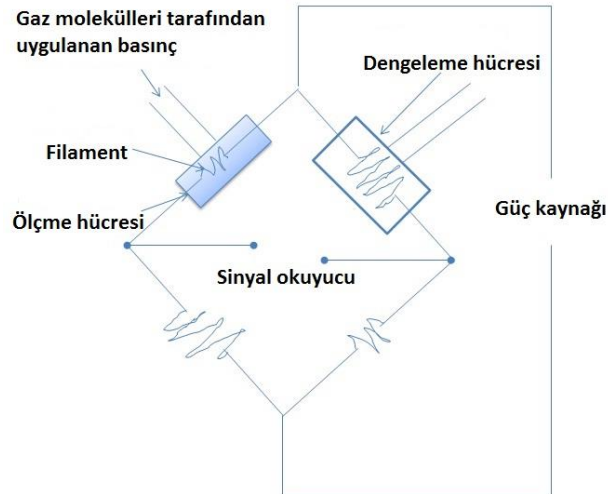 Gaz molekülleri tarafından
uygulanan basınç
Dengeleme hücresi
Filament
Ölçme hücresi
Güç kaynağı
Sinyal okuyucu